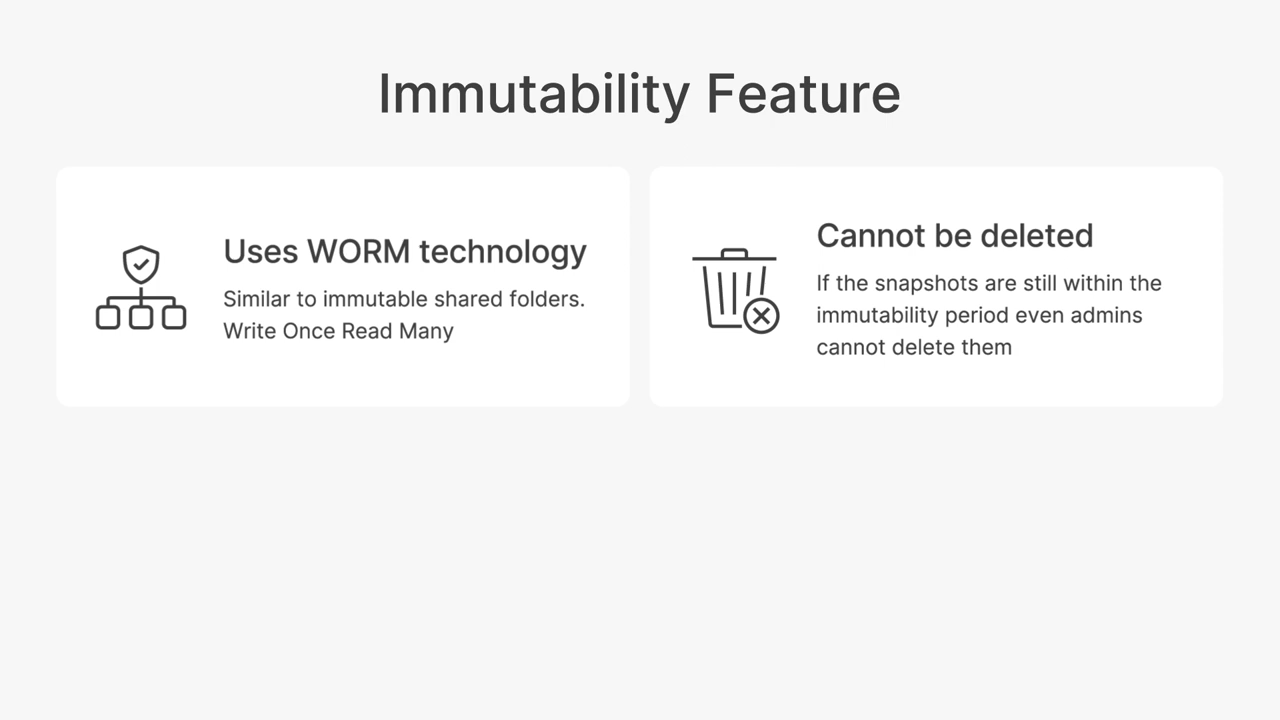 Immutability Feature
Uses WORM technology
Similar to immutable shared folders.
Write Once Read Many
Cannot be deleted
If the snapshots are still within the
immutability period even admins
cannot delete them